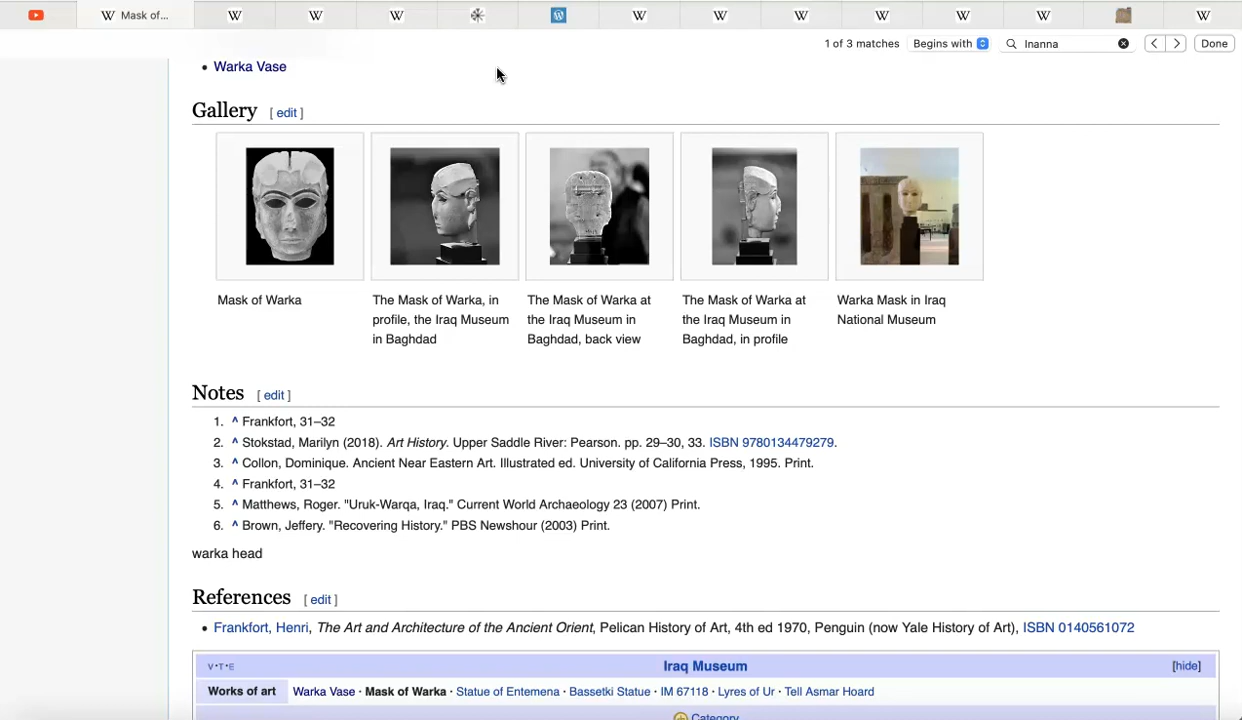 Mask of...
1 of 3 matches Begins with Inanna Done
• Warka Vase
Gallery [ edit ]
Mask of Warka
The Mask of Warka, in
profile, the Iraq Museum
in Baghdad
The Mask of Warka at
the Iraq Museum in
Baghdad, back view
The Mask of Warka at
the Iraq Museum in
Baghdad, in profile
Warka Mask in Iraq
National Museum
Notes [ edit ]
1. ^ Frankfort, 31–32
2. ^ Stokstad, Marilyn (2018). Art History. Upper Saddle River: Pearson. pp. 29–30, 33. ISBN 9780134479279.
3. ^ Collon, Dominique. Ancient Near Eastern Art. Illustrated ed. University of California Press, 1995. Print.
4. ^ Frankfort, 31–32
5. ^ Matthews, Roger. "Uruk-Warqa, Iraq." Current World Archaeology 23 (2007) Print.
6. ^ Brown, Jeffery. "Recovering History." PBS Newshour (2003) Print.
warka head
References [ edit ]
• Frankfort, Henri, The Art and Architecture of the Ancient Orient, Pelican History of Art, 4th ed 1970, Penguin (now Yale History of Art), ISBN 0140561072
V·T·E Iraq Museum [hide]
Works of art Warka Vase · Mask of Warka · Statue of Entemena · Bassetki Statue · IM 67118 · Lyres of Ur · Tell Asmar Hoard
Category